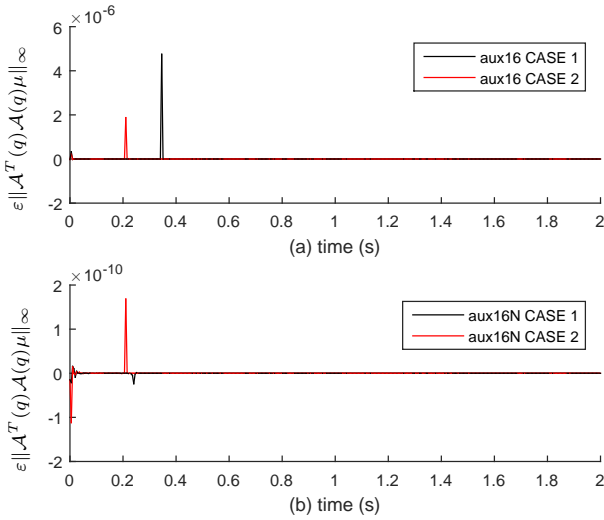 ×10⁻⁶
6
4
2
0
-2
ε‖𝒜ᵀ(q)𝒜(q)μ‖∞
aux16 CASE 1
aux16 CASE 2
0 0.2 0.4 0.6 0.8 1 1.2 1.4 1.6 1.8 2
(a) time (s)
×10⁻¹⁰
2
1
0
-1
-2
ε‖𝒜ᵀ(q)𝒜(q)μ‖∞
aux16N CASE 1
aux16N CASE 2
0 0.2 0.4 0.6 0.8 1 1.2 1.4 1.6 1.8 2
(b) time (s)